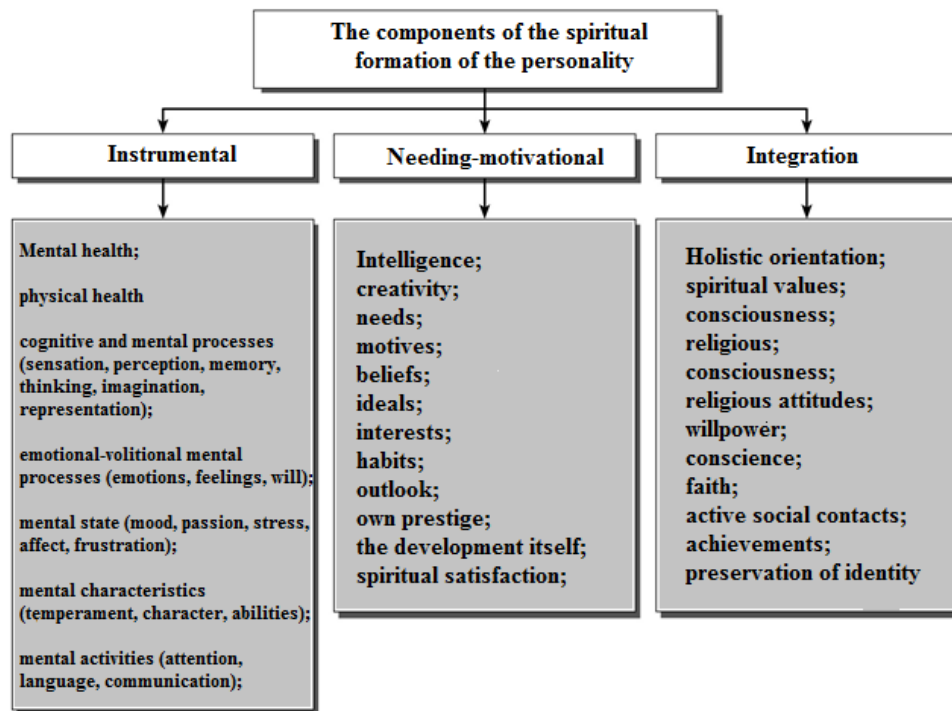 The components of the spiritual
formation of the personality
Instrumental
Needing-motivational
Integration
Mental health;
physical health
cognitive and mental processes
(sensation, perception, memory,
thinking, imagination,
representation);
emotional-volitional mental
processes (emotions, feelings, will);
mental state (mood, passion, stress,
affect, frustration);
mental characteristics
(temperament, character, abilities);
mental activities (attention,
language, communication);
Intelligence;
creativity;
needs;
motives;
beliefs;
ideals;
interests;
habits;
outlook;
own prestige;
the development itself;
spiritual satisfaction;
Holistic orientation;
spiritual values;
consciousness;
religious;
consciousness;
religious attitudes;
willpower;
conscience;
faith;
active social contacts;
achievements;
preservation of identity